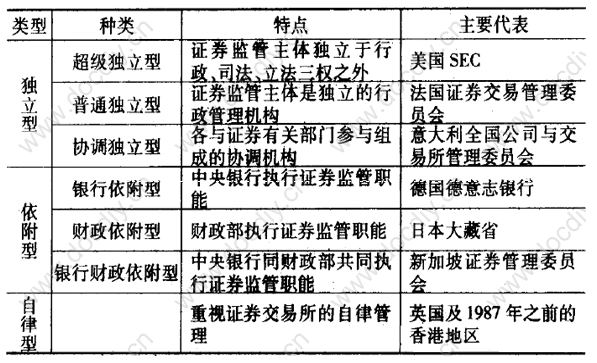 类型 种类 特点 主要代表
独立型 超级独立型 证券监管主体独立于行政、司法、立法三权之外 美国 SEC
普通独立型 证券监管主体是独立的行政管理机构 法国证券交易管理委员会
协调独立型 各与证券有关部门参与组成的协调机构 意大利全国公司与交易所管理委员会
依附型 银行依附型 中央银行执行证券监管职能 德国德意志银行
财政依附型 财政部执行证券监管职能 日本大藏省
银行财政依附型 中央银行同财政部共同执行证券监管职能 新加坡证券管理委员会
自律型 重视证券交易所的自律管理 英国及1987年之前的香港地区
www.docdiy.cn